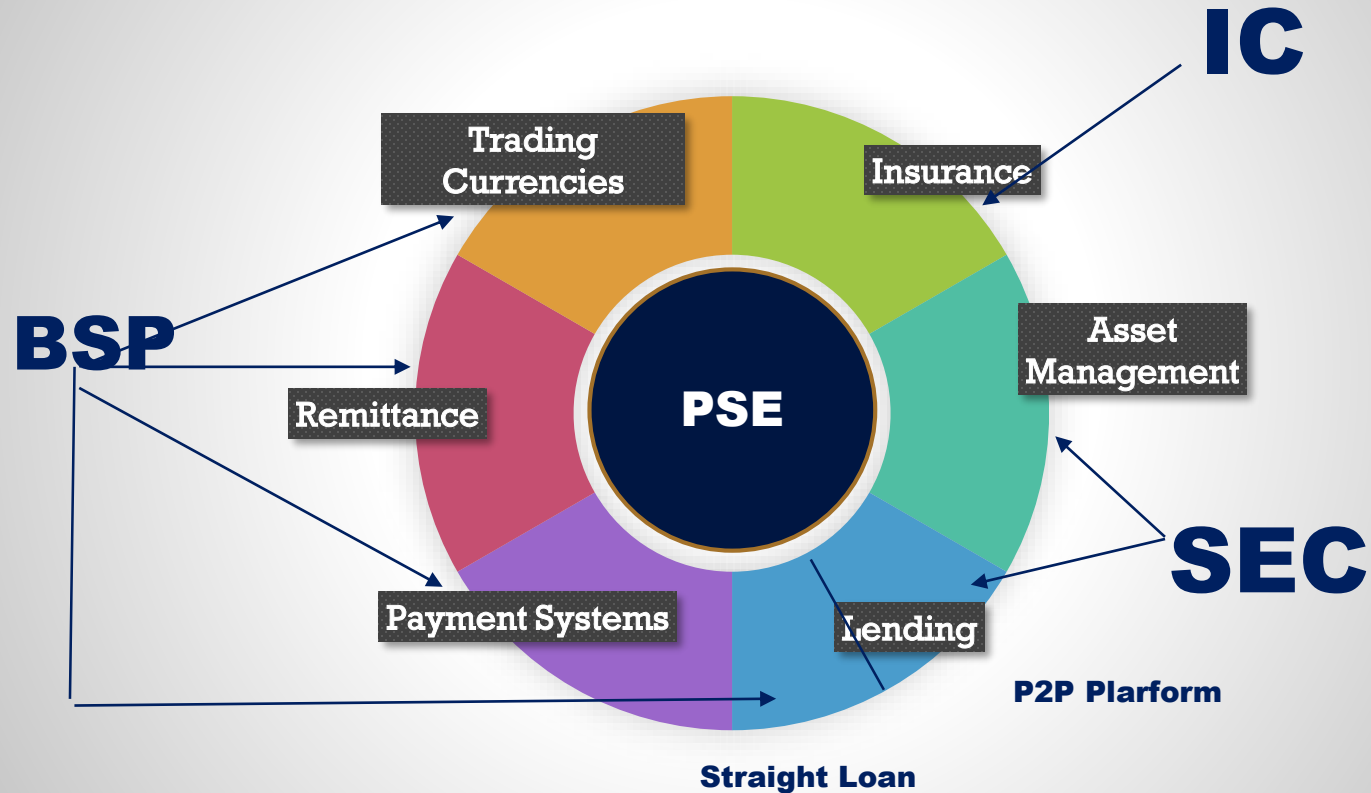 IC
Trading
Currencies
Insurance
BSP
Asset
Management
PSE
Remittance
SEC
Payment Systems
Lending
P2P Plarform
Straight Loan